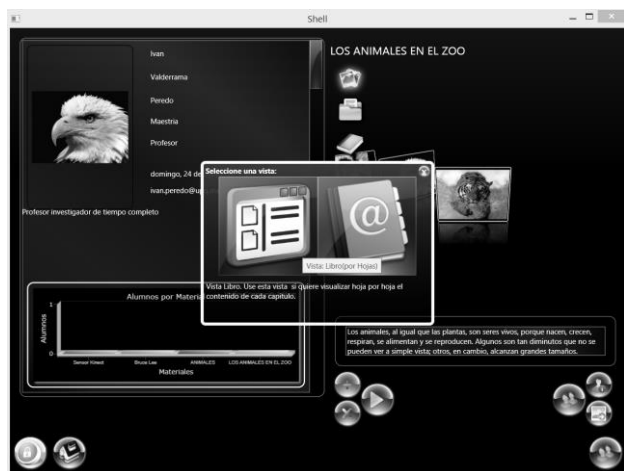 Shell
Ivan
Valderrama
Peredo
Maestria
Profesor
domingo, 24 de
ivan.peredo@up
Profesor investigador de tiempo completo
LOS ANIMALES EN EL ZOO
Seleccione una vista:
@
Vista: Libro(por Hojas)
Vista Libro. Use esta vista si quiere visualizar hoja por hoja el
contenido de cada capítulo.
Alumnos por Material
1
Alumnos
0
Sensor Kinect Bruce Lee ANIMALES LOS ANIMALES EN EL ZOO
Materiales
Los animales, al igual que las plantas, son seres vivos, porque nacen, crecen,
respiran, se alimentan y se reproducen. Algunos son tan diminutos que no se
pueden ver a simple vista; otros, en cambio, alcanzan grandes tamaños.